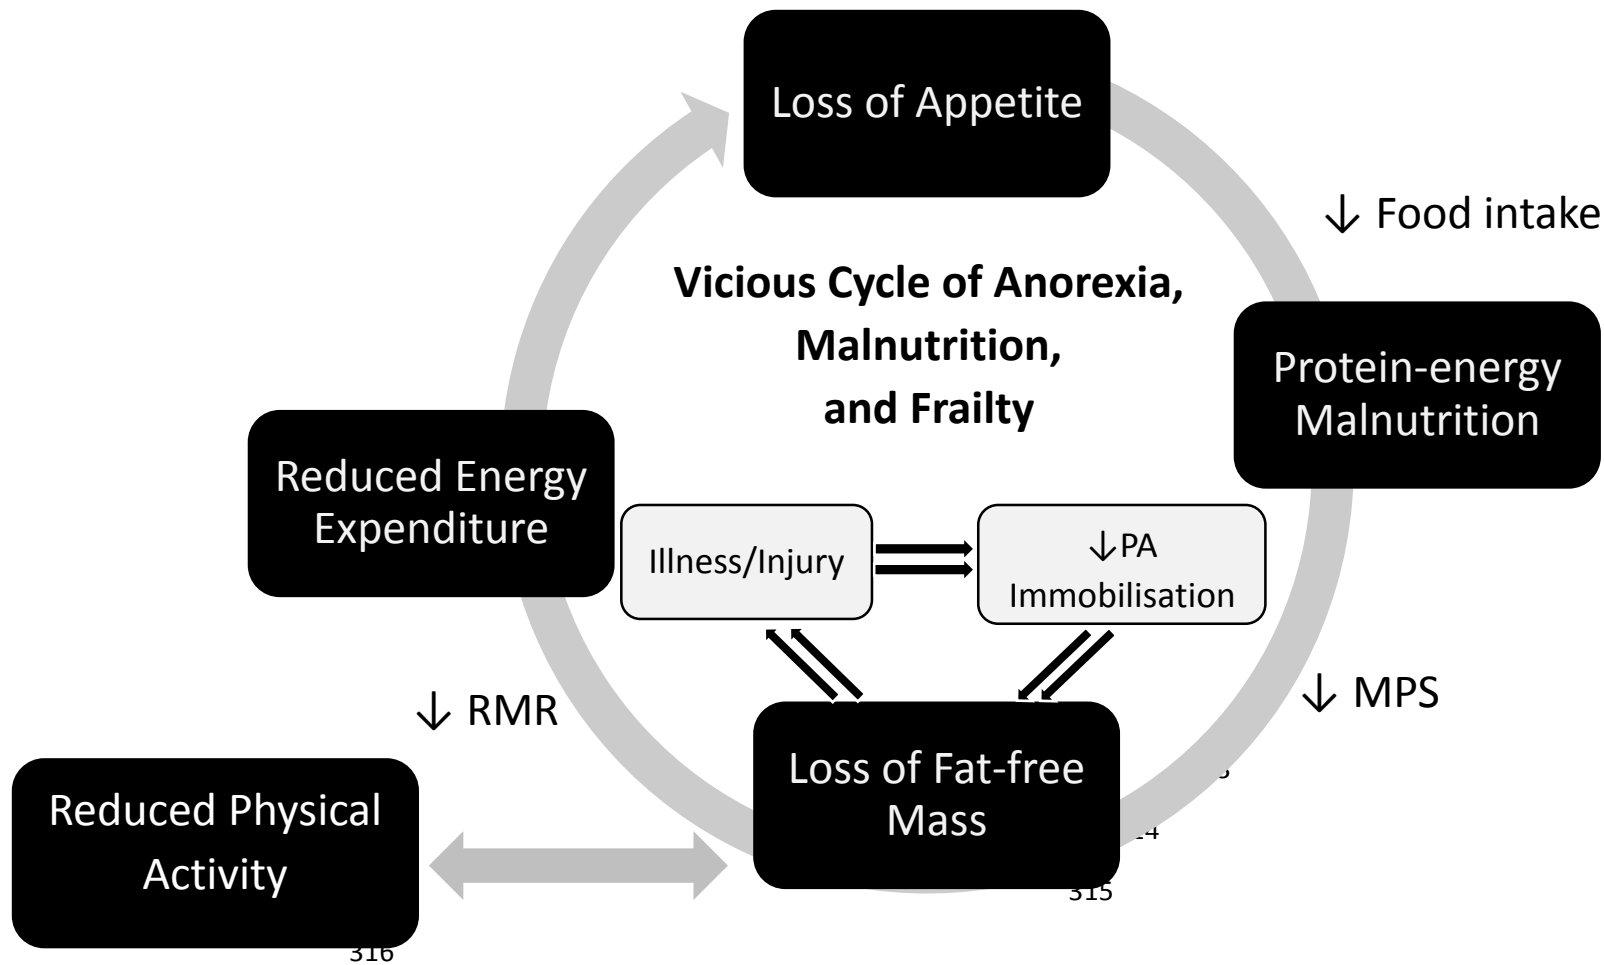 Loss of Appetite
↓ Food intake
Vicious Cycle of Anorexia,
Malnutrition,
and Frailty
Protein-energy
Malnutrition
Reduced Energy
Expenditure
Illness/Injury
↓PA
Immobilisation
↓ RMR
↓ MPS
Loss of Fat-free
Mass
Reduced Physical
Activity
315
316